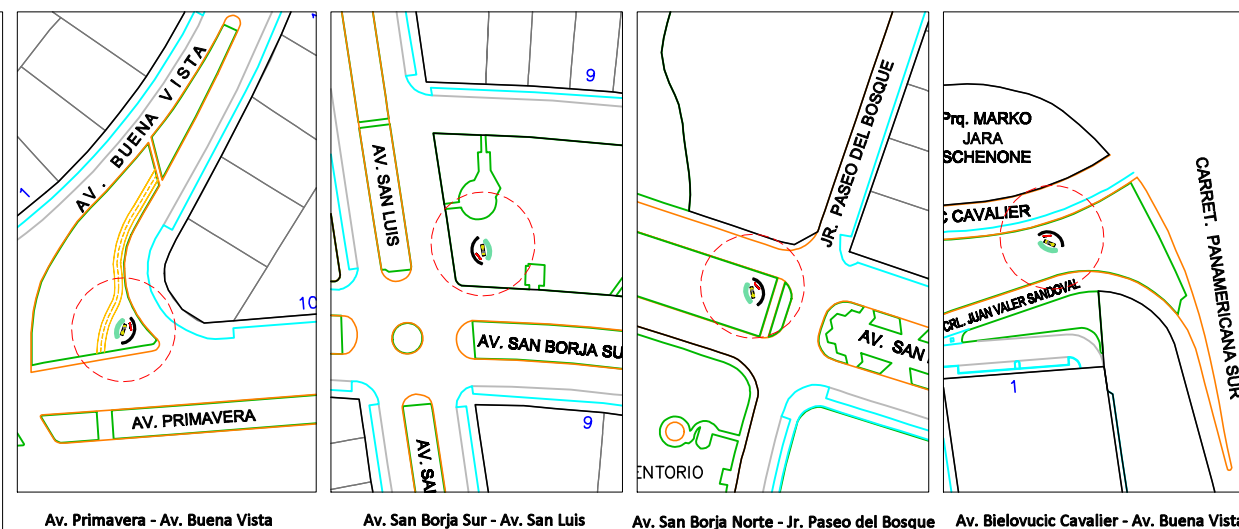 AV. BUENA VISTA
1
10
AV. PRIMAVERA
Av. Primavera - Av. Buena Vista
9
AV. SAN LUIS
AV. SAN BORJA SU
9
AV. SA
Av. San Borja Sur - Av. San Luis
JR. PASEO DEL BOSQUE
AV. SAN
ENTORIO
Av. San Borja Norte - Jr. Paseo del Bosque
Prq. MARKO
JARA
SCHENONE
C CAVALIER
CARRET. PANAMERICANA SUR
CRL. JUAN VALER SANDOVAL
1
Av. Bielovucic Cavalier - Av. Buena Vista